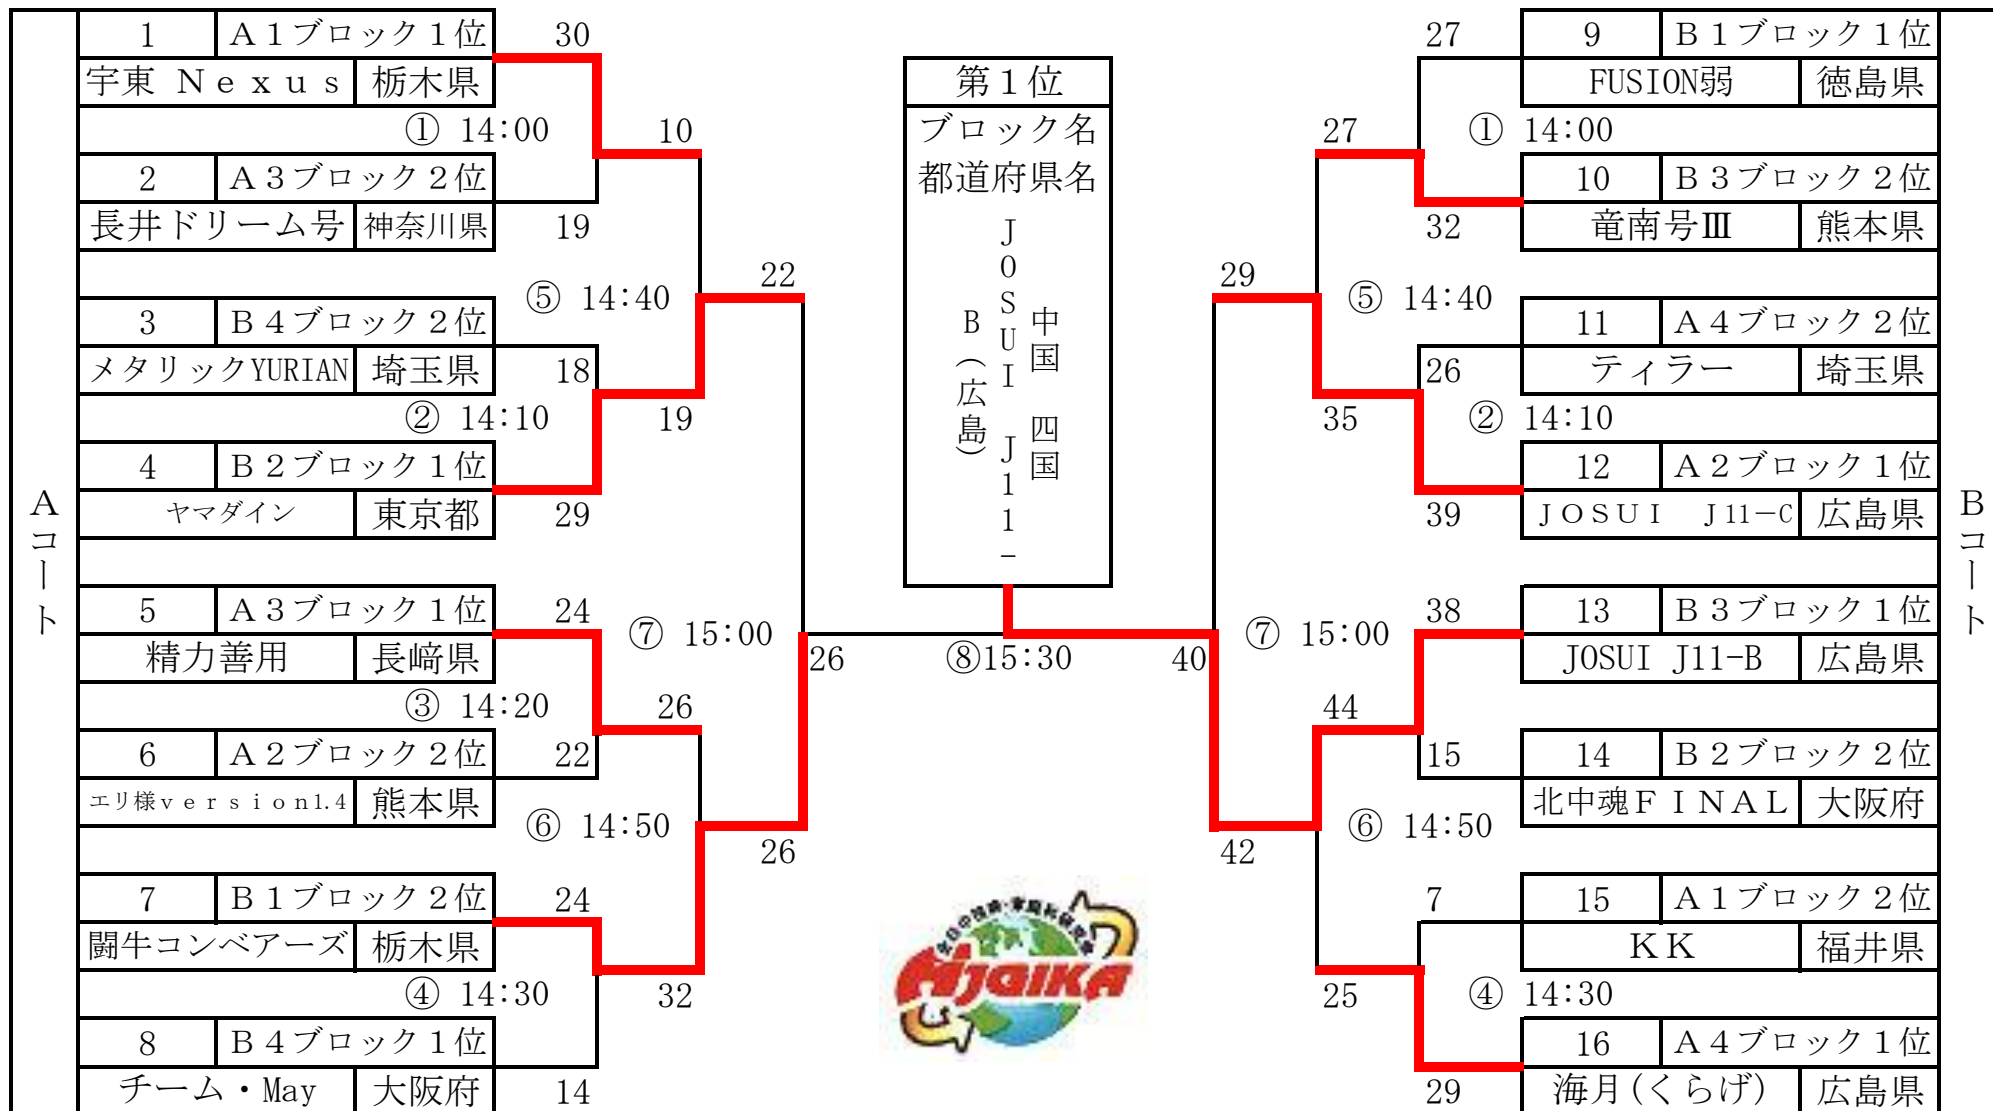 Aコート
1 A1ブロック1位 30
宇東 Nexus 栃木県
① 14:00 10
2 A3ブロック2位
長井ドリーム号 神奈川県 19
⑤ 14:40 22
3 B4ブロック2位
メタリックYURIAN 埼玉県 18
② 14:10 19
4 B2ブロック1位
ヤマダイン 東京都 29
5 A3ブロック1位 24
精力善用 長崎県
⑦ 15:00 26
③ 14:20 26
6 A2ブロック2位 22
エリ様version1.4 熊本県
⑥ 14:50 26
7 B1ブロック2位 24
闘牛コンベアーズ 栃木県
④ 14:30 32
8 B4ブロック1位
チーム・May 大阪府 14
第1位
ブロック名
都道府県名
中国 四国
JOSUI J11-
B(広島)
⑧15:30
AJGIKA
27 9 B1ブロック1位
FUSION弱 徳島県
27 ① 14:00
10 B3ブロック2位
32 竜南号Ⅲ 熊本県
29 ⑤ 14:40
11 A4ブロック2位
26 ティラー 埼玉県
35 ② 14:10
12 A2ブロック1位
39 JOSUI J11-C 広島県
38 13 B3ブロック1位
40 ⑦ 15:00
JOSUI J11-B 広島県
44
15 14 B2ブロック2位
北中魂FINAL 大阪府
42 ⑥ 14:50
7 15 A1ブロック2位
KK 福井県
25 ④ 14:30
16 A4ブロック1位
29 海月(くらげ) 広島県
Bコート